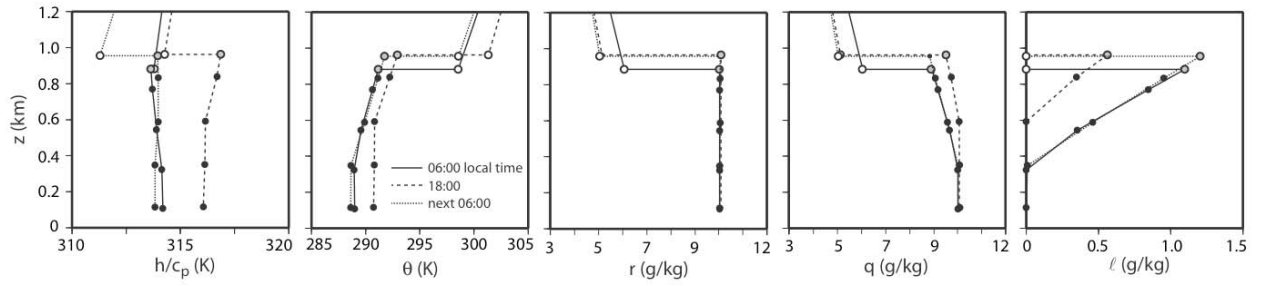 1.2
1.0
0.8
0.6
0.4
0.2
0
z (km)
310 315 320
h/cp (K)
06:00 local time
18:00
next 06:00
285 290 295 300 305
θ (K)
3 5 7 9 12
r (g/kg)
3 5 7 9 12
q (g/kg)
0 0.5 1.0 1.5
ℓ (g/kg)